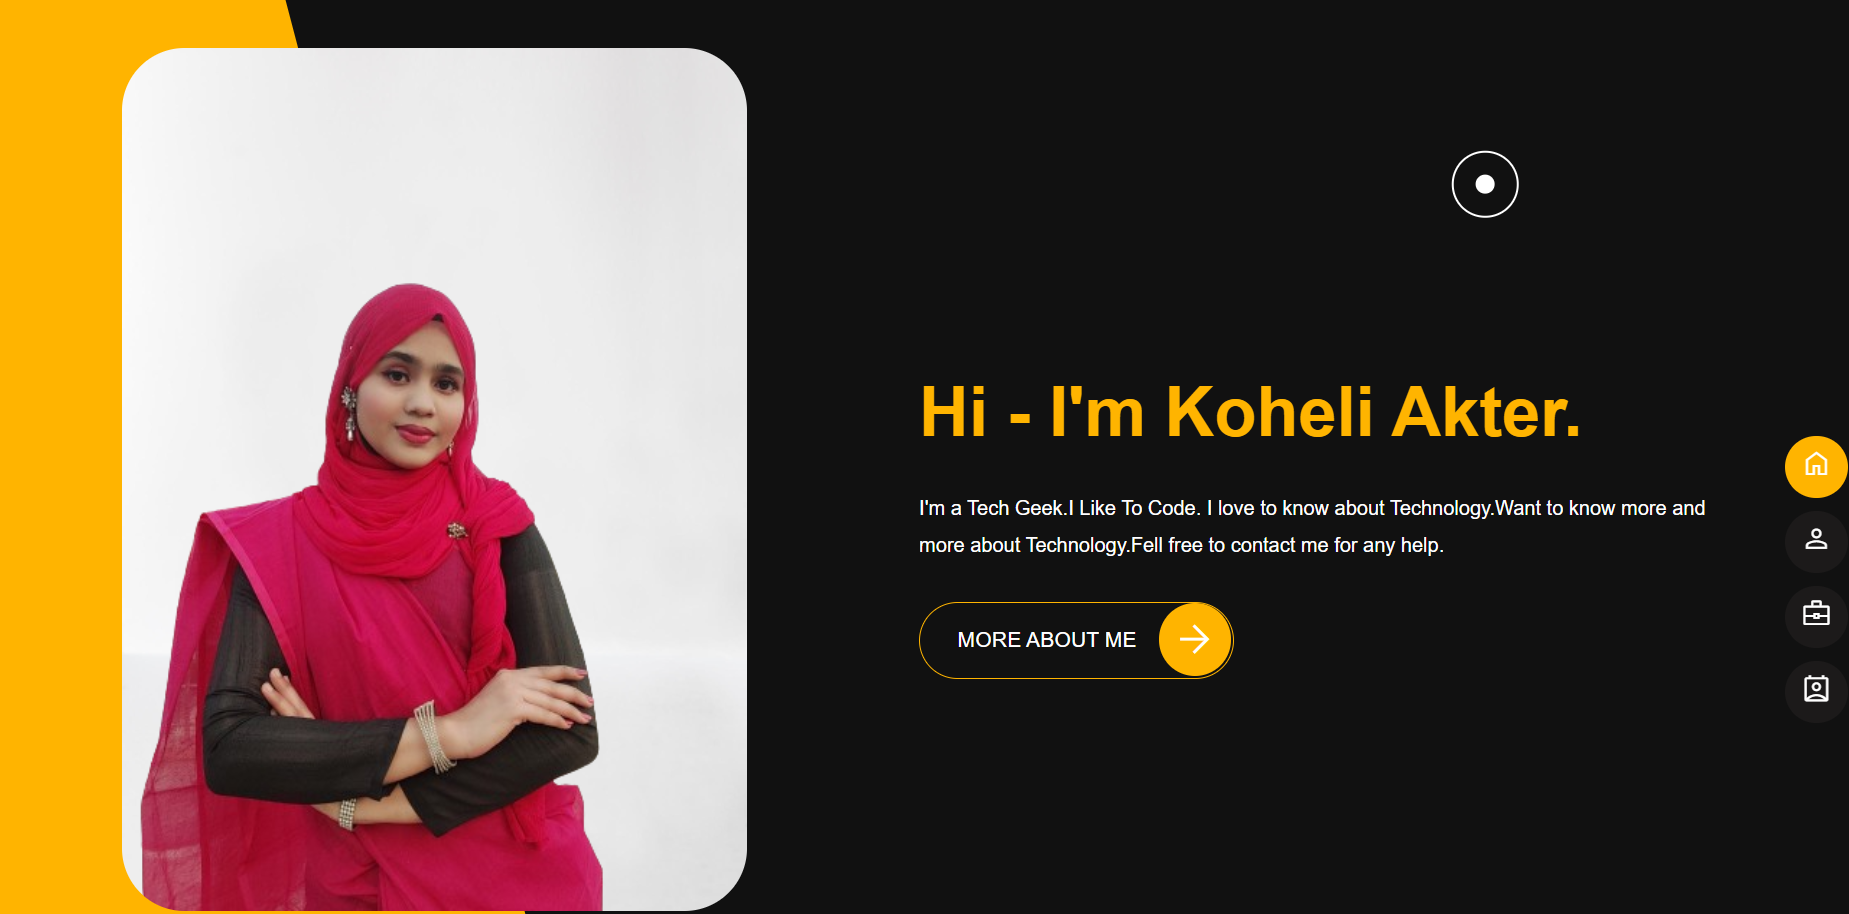 Hi - I'm Koheli Akter.
I'm a Tech Geek.I Like To Code. I love to know about Technology.Want to know more and
more about Technology.Fell free to contact me for any help.
MORE ABOUT ME